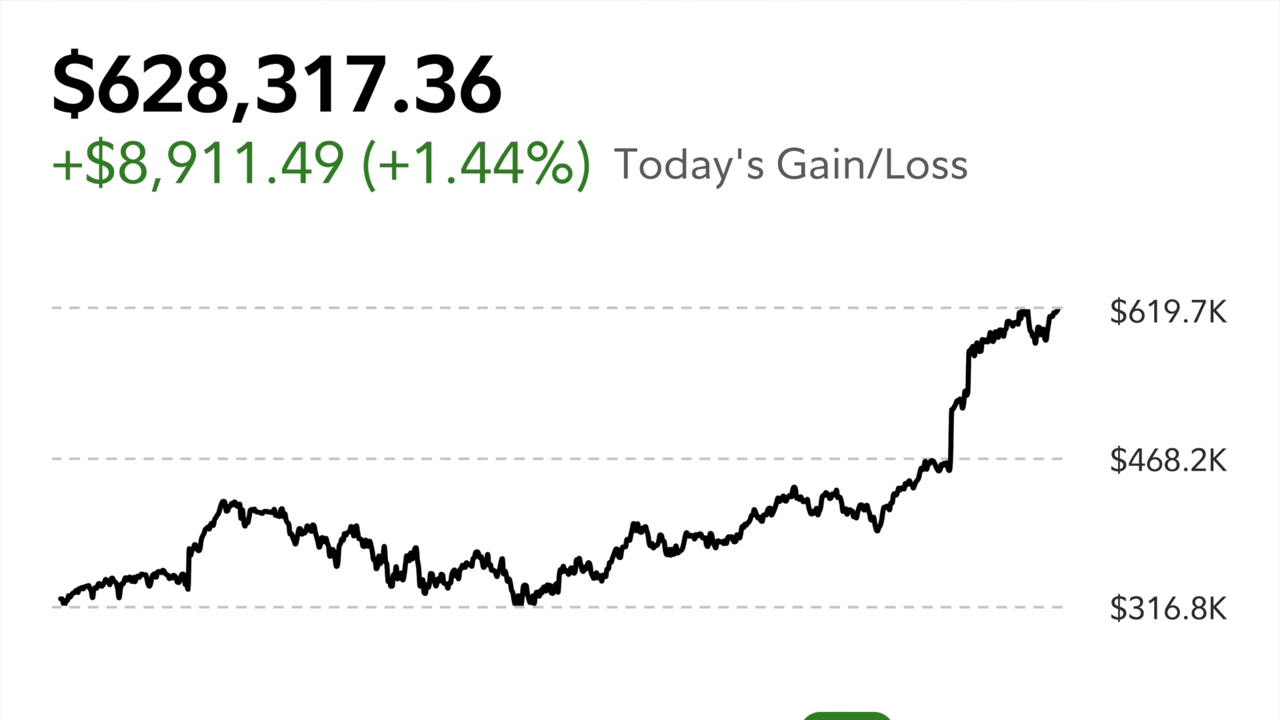 $628,317.36
+$8,911.49 (+1.44%) Today's Gain/Loss
$619.7K
$468.2K
$316.8K